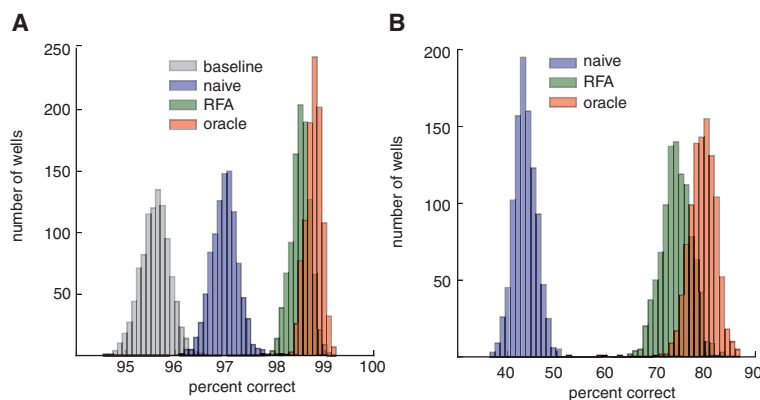 A
250
200
150
100
50
number of wells
baseline
naive
RFA
oracle
95 96 97 98 99 100
percent correct
B
200
150
100
50
number of wells
naive
RFA
oracle
40 50 60 70 80 90
percent correct